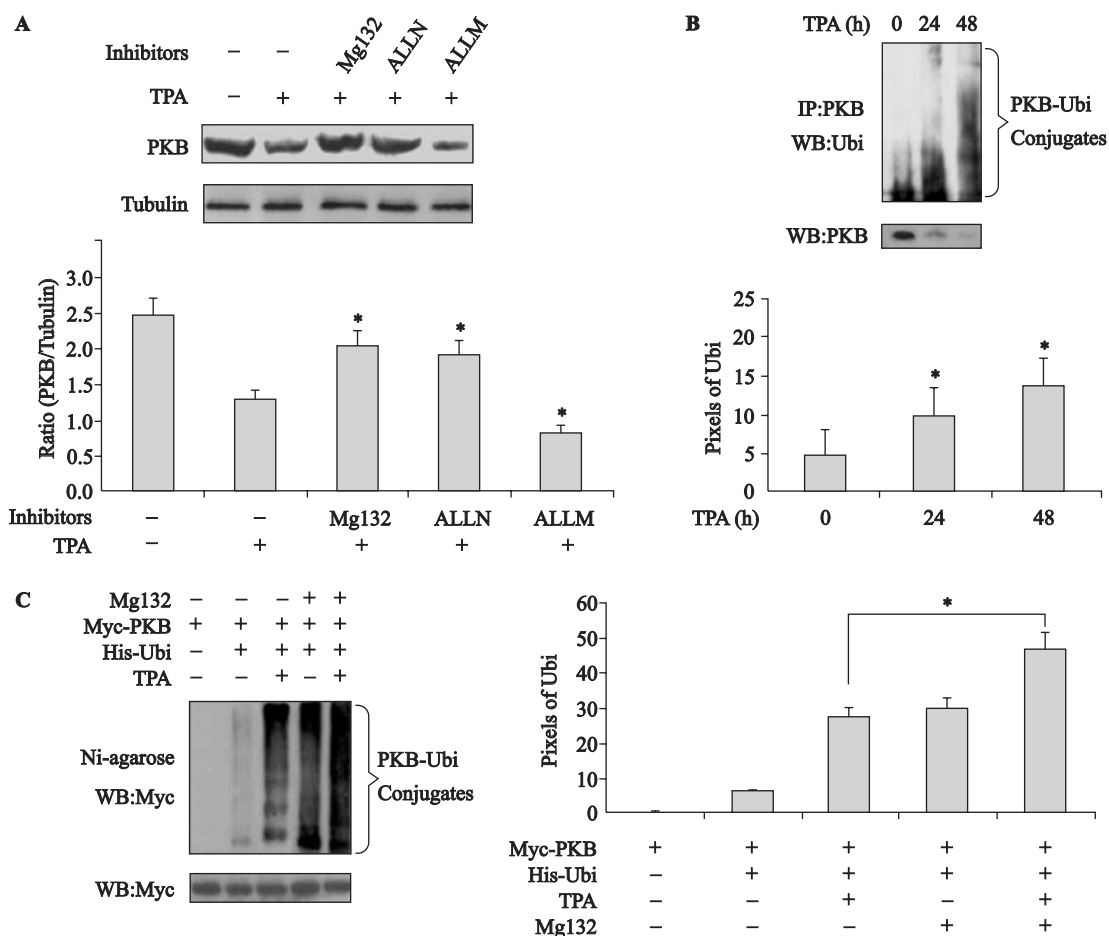 A
Inhibitors – – Mg132 ALLN ALLM
TPA – + + + +
PKB
Tubulin
Ratio (PKB/Tubulin)
3.0
2.5
2.0
1.5
1.0
0.5
0.0
* * *
Inhibitors – – Mg132 ALLN ALLM
TPA – + + + +
B
TPA (h) 0 24 48
IP:PKB
WB:Ubi
PKB-Ubi
Conjugates
WB:PKB
Pixels of Ubi
25
20
15
10
5
0
* *
TPA (h) 0 24 48
C
Mg132 – – – + +
Myc-PKB + + + + +
His-Ubi – + + + +
TPA – – + – +
Ni-agarose
WB:Myc
PKB-Ubi
Conjugates
WB:Myc
Pixels of Ubi
60
50
40
30
20
10
0
*
Myc-PKB + + + + +
His-Ubi – + + + +
TPA – – + – +
Mg132 – – – + +